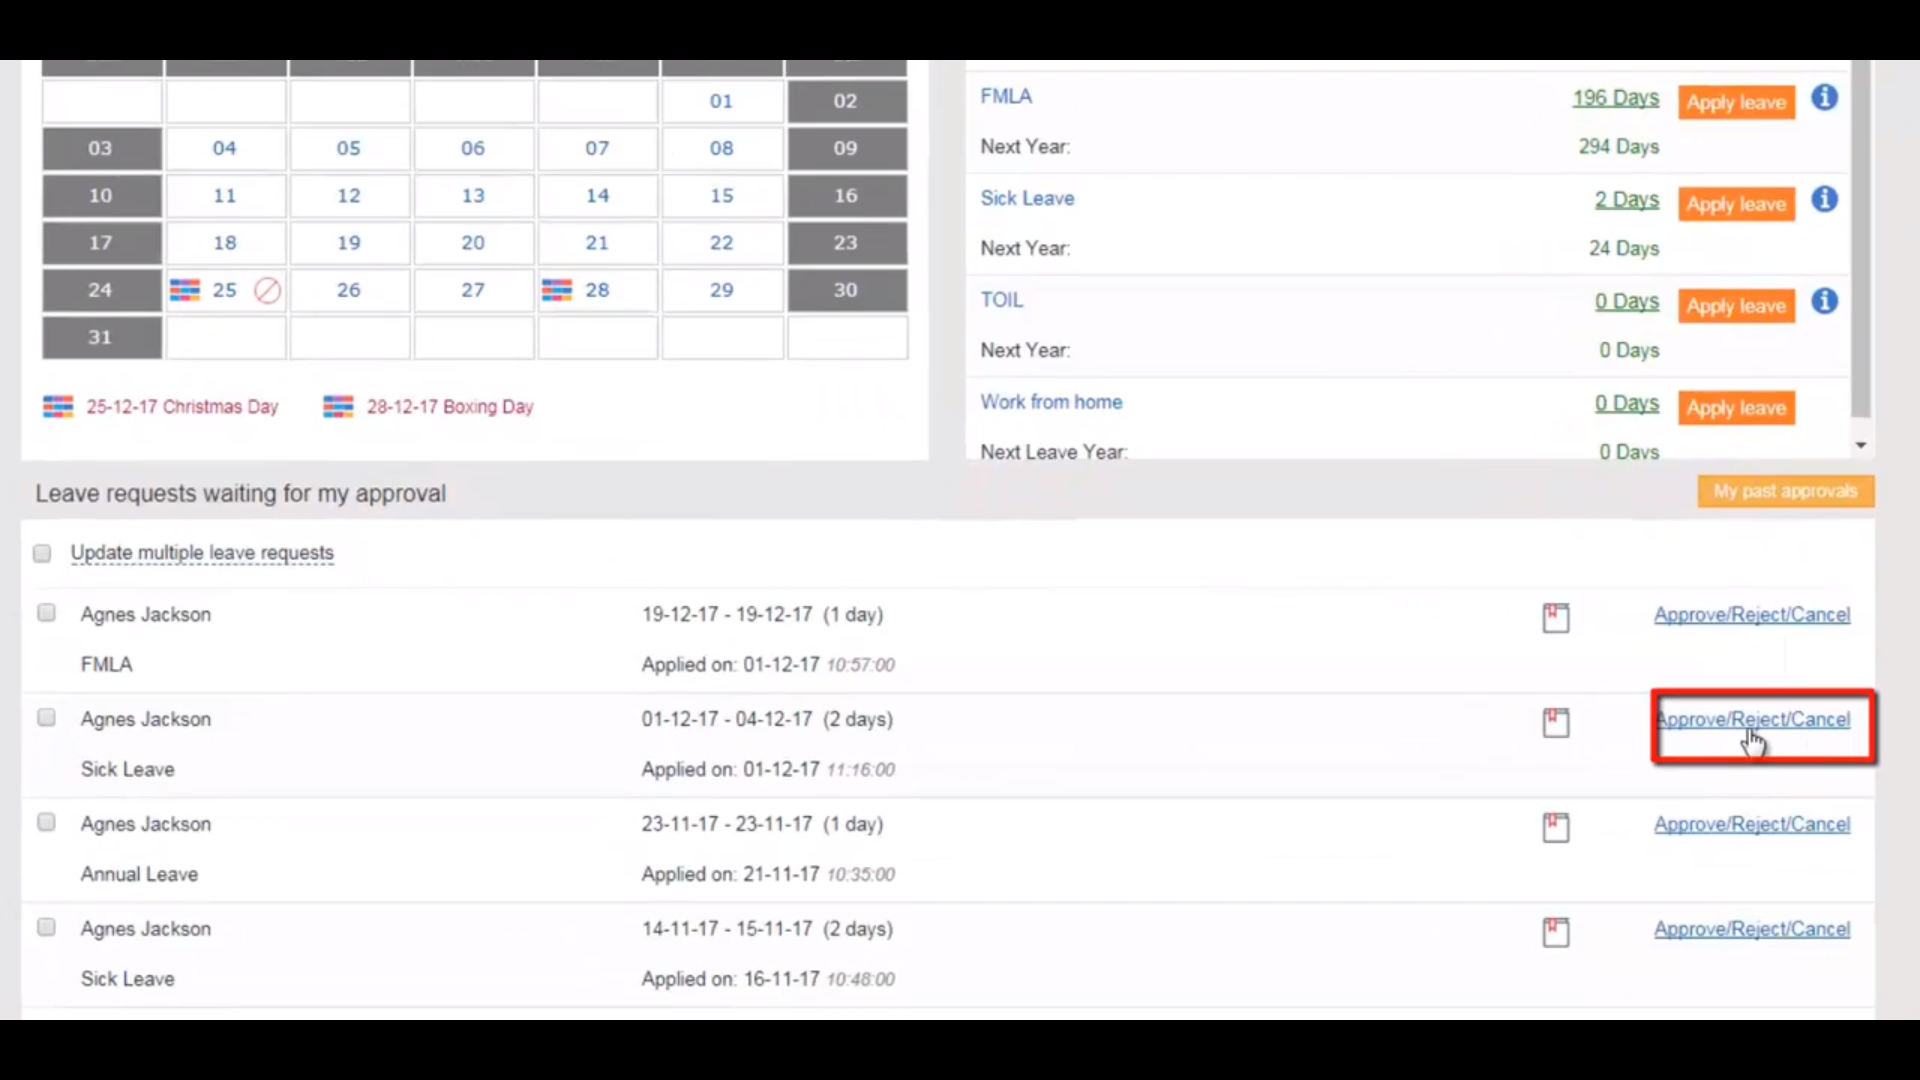 01 02
03 04 05 06 07 08 09
10 11 12 13 14 15 16
17 18 19 20 21 22 23
24 25 26 27 28 29 30
31
25-12-17 Christmas Day 28-12-17 Boxing Day
FMLA 196 Days Apply leave
Next Year: 294 Days
Sick Leave 2 Days Apply leave
Next Year: 24 Days
TOIL 0 Days Apply leave
Next Year: 0 Days
Work from home 0 Days Apply leave
Next Leave Year: 0 Days
Leave requests waiting for my approval My past approvals
Update multiple leave requests
Agnes Jackson 19-12-17 - 19-12-17 (1 day) Approve/Reject/Cancel
FMLA Applied on: 01-12-17 10:57:00
Agnes Jackson 01-12-17 - 04-12-17 (2 days) Approve/Reject/Cancel
Sick Leave Applied on: 01-12-17 11:16:00
Agnes Jackson 23-11-17 - 23-11-17 (1 day) Approve/Reject/Cancel
Annual Leave Applied on: 21-11-17 10:35:00
Agnes Jackson 14-11-17 - 15-11-17 (2 days) Approve/Reject/Cancel
Sick Leave Applied on: 16-11-17 10:48:00